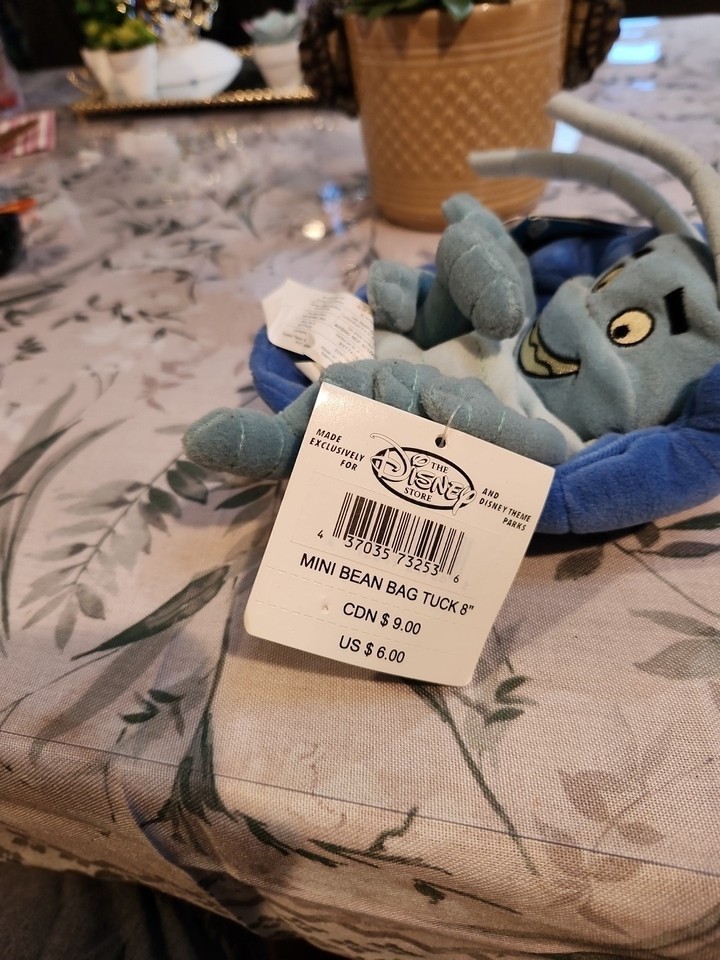 MADE
EXCLUSIVELY
FOR
THE
DISNEY
STORE
AND
DISNEY THEME
PARKS
4 37035 73253 6
MINI BEAN BAG TUCK 8"
CDN $ 9.00
US $ 6.00